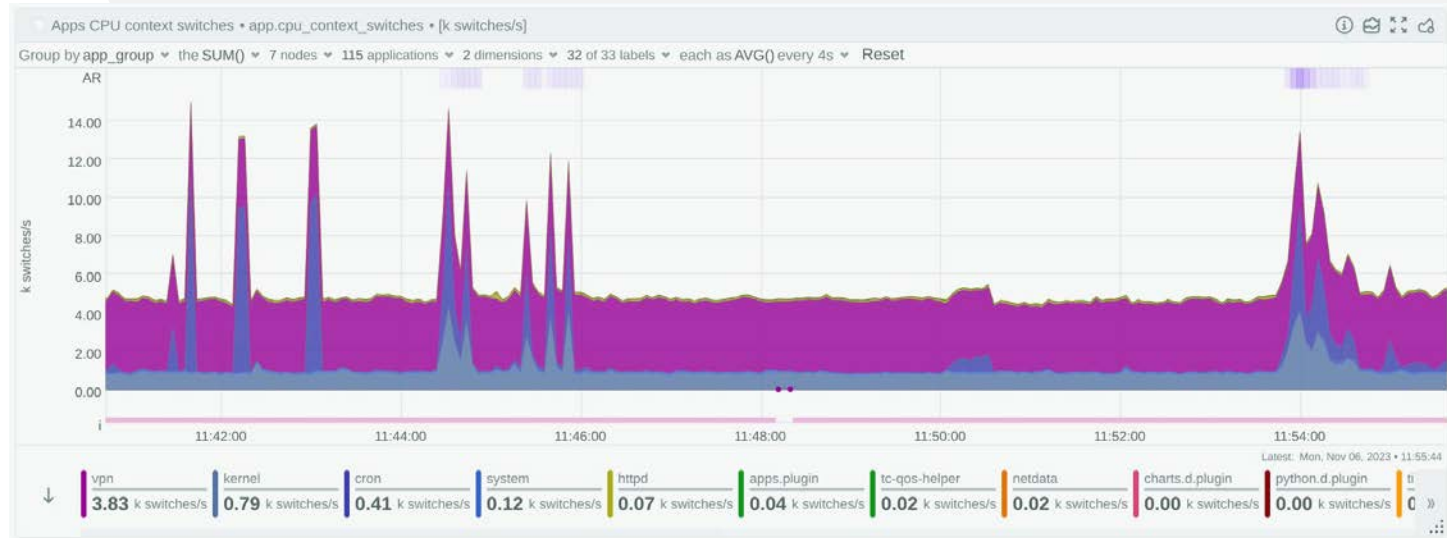 Apps CPU context switches • app.cpu_context_switches • [k switches/s]
Group by app_group the SUM() 7 nodes 115 applications 2 dimensions 32 of 33 labels each as AVG() every 4s Reset
AR
14.00
12.00
10.00
8.00
6.00
4.00
2.00
0.00
k switches/s
i
11:42:00 11:44:00 11:46:00 11:48:00 11:50:00 11:52:00 11:54:00
Latest: Mon, Nov 06, 2023 • 11:55:44
vpn kernel cron system httpd apps.plugin tc-qos-helper netdata charts.d.plugin python.d.plugin
3.83 k switches/s 0.79 k switches/s 0.41 k switches/s 0.12 k switches/s 0.07 k switches/s 0.04 k switches/s 0.02 k switches/s 0.02 k switches/s 0.00 k switches/s 0.00 k switches/s